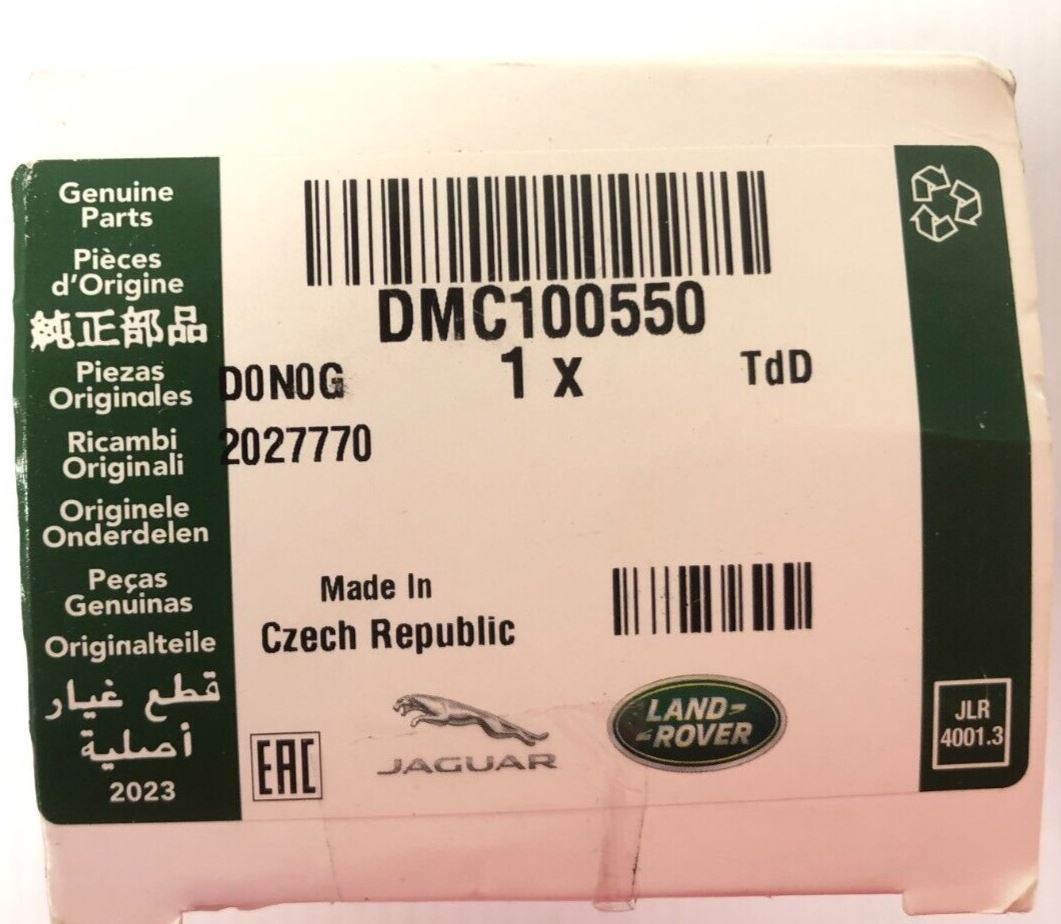 Genuine
Parts
Pièces
d'Origine
純正部品
Piezas
Originales
Ricambi
Originali
Originele
Onderdelen
Peças
Genuinas
Originalteile
قطع غيار
أصلية
2023
DMC100550
DONOG 1 x TdD
2027770
Made In
Czech Republic
EAC
JAGUAR
LAND-
ROVER
JLR
4001.3